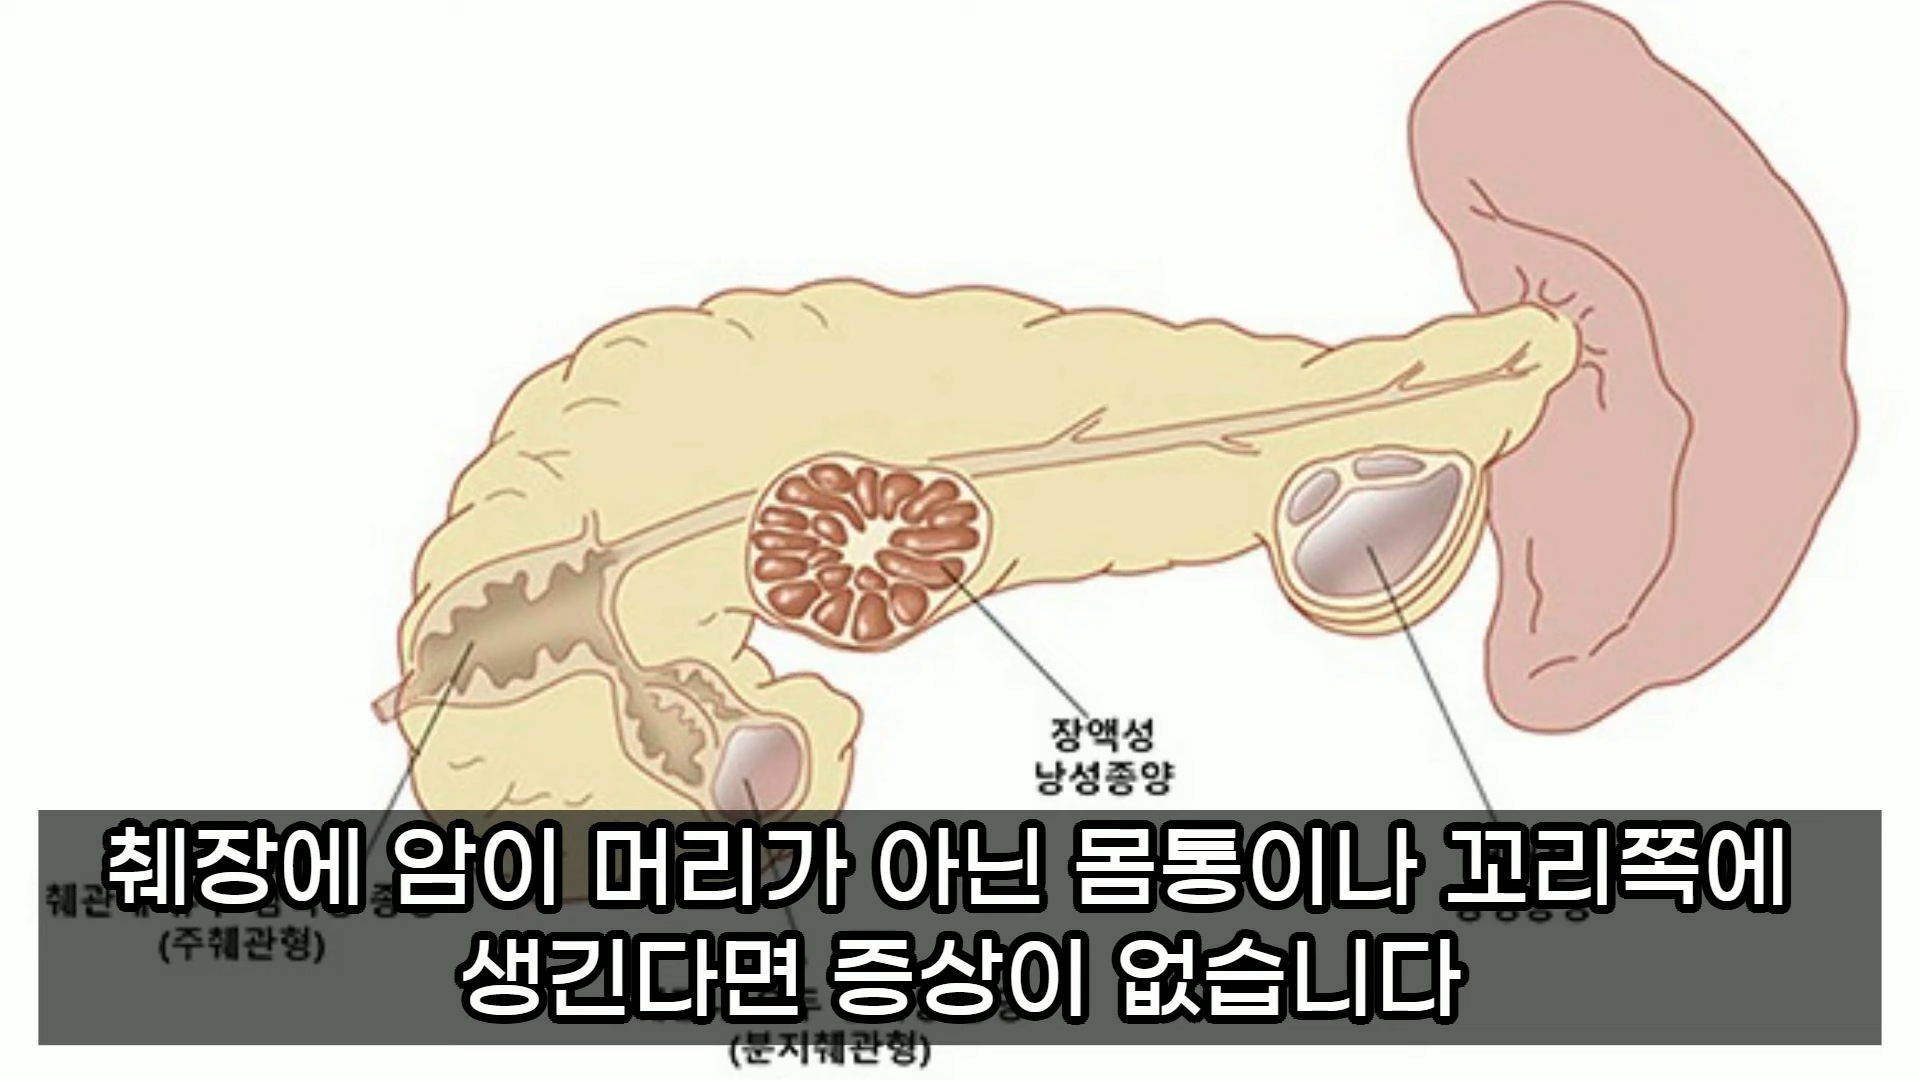 장액성
낭성종양
췌장에 암이 머리가 아닌 몸통이나 꼬리쪽에
생긴다면 증상이 없습니다
(주췌관형)
(분지췌관형)